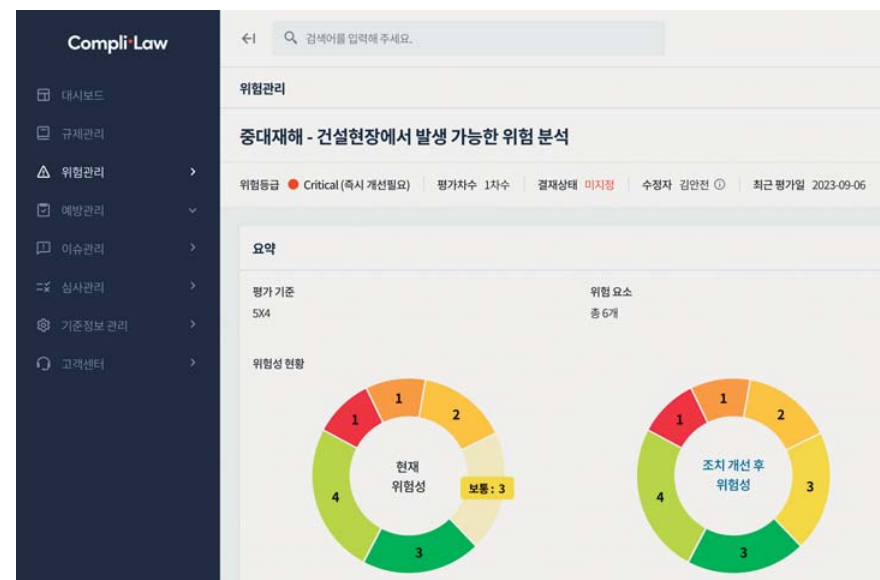 Compli·Law
검색어를 입력해 주세요.
대시보드
규제관리
위험관리
예방관리
이슈관리
심사관리
기준정보 관리
고객센터
위험관리
중대재해 - 건설현장에서 발생 가능한 위험 분석
위험등급 Critical (즉시 개선필요) 평가차수 1차수 결재상태 미지정 수정자 김안전 최근 평가일 2023-09-06
요약
평가 기준
5X4
위험 요소
총 6개
위험성 현황
1
1
2
현재
위험성
4
보통 : 3
3
1
1
2
조치 개선 후
위험성
4
3
3